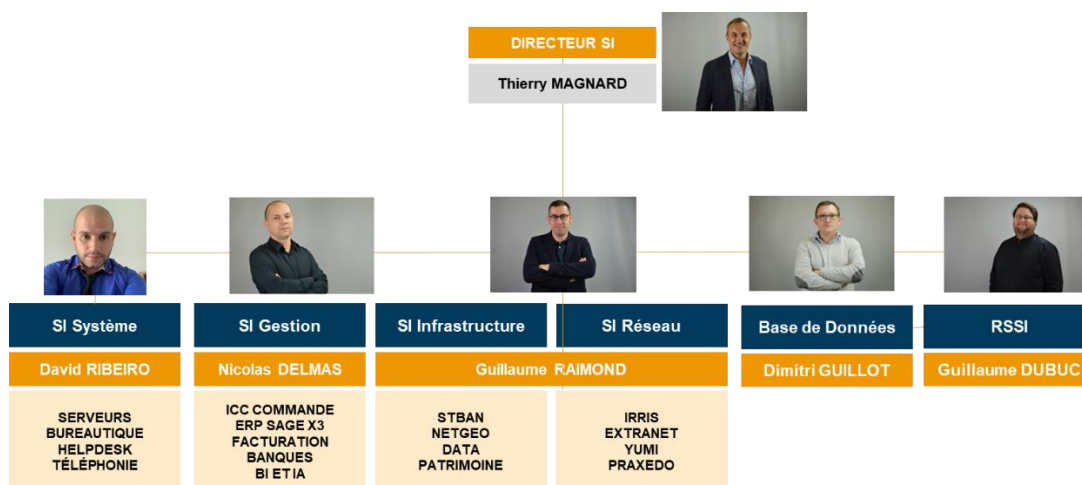 DIRECTEUR SI
Thierry MAGNARD
SI Système
SI Gestion
SI Infrastructure
SI Réseau
Base de Données
RSSI
David RIBEIRO
Nicolas DELMAS
Guillaume RAIMOND
Dimitri GUILLOT
Guillaume DUBUC
SERVEURS
BUREAUTIQUE
HELPDESK
TÉLÉPHONIE
ICC COMMANDE
ERP SAGE X3
FACTURATION
BANQUES
BI ET IA
STBAN
NETGEO
DATA
PATRIMOINE
IRRIS
EXTRANET
YUMI
PRAXEDO